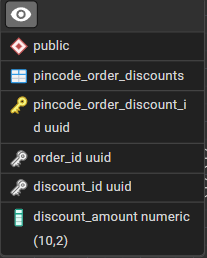 public
pincode_order_discounts
pincode_order_discount_i
d uuid
order_id uuid
discount_id uuid
discount_amount numeric
(10,2)